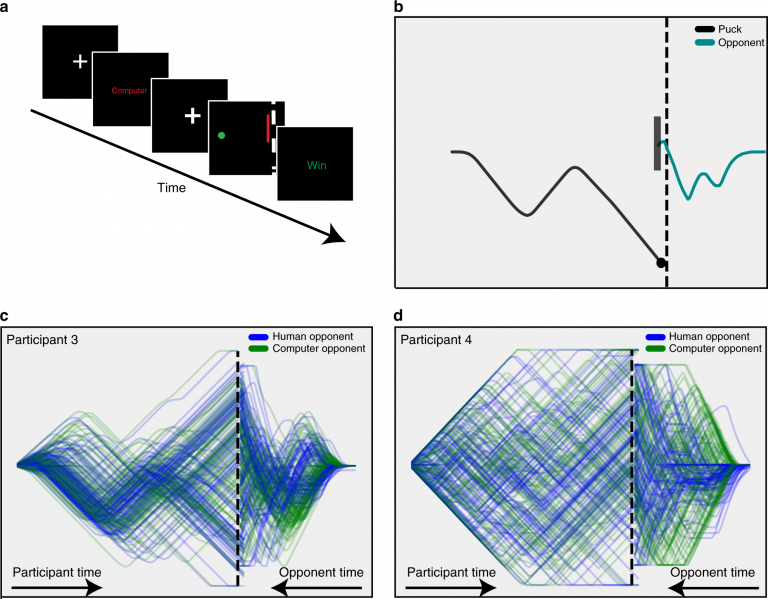 a
Computer
Win
Time
b
Puck
Opponent
c
Participant 3
Human opponent
Computer opponent
Participant time
Opponent time
d
Participant 4
Human opponent
Computer opponent
Participant time
Opponent time